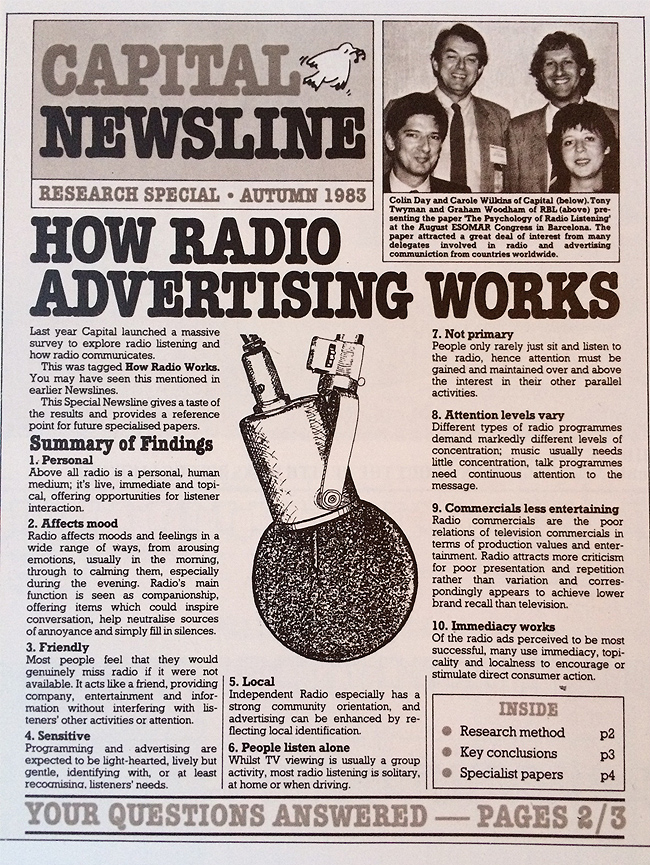 CAPITAL
NEWSLINE
RESEARCH SPECIAL • AUTUMN 1983
Colin Day and Carole Wilkins of Capital (below). Tony
Twyman and Graham Woodham of RBL (above) pre-
senting the paper 'The Psychology of Radio Listening'
at the August ESOMAR Congress in Barcelona. The
paper attracted a great deal of interest from many
delegates involved in radio and advertising
communiction from countries worldwide.
HOW RADIO
ADVERTISING WORKS
Last year Capital launched a massive
survey to explore radio listening and
how radio communicates.
This was tagged How Radio Works.
You may have seen this mentioned in
earlier Newslines.
This Special Newsline gives a taste of
the results and provides a reference
point for future specialised papers.
Summary of Findings
1. Personal
Above all radio is a personal, human
medium; it's live, immediate and topi-
cal, offering opportunities for listener
interaction.
2. Affects mood
Radio affects moods and feelings in a
wide range of ways, from arousing
emotions, usually in the morning,
through to calming them, especially
during the evening. Radio's main
function is seen as companionship,
offering items which could inspire
conversation, help neutralise sources
of annoyance and simply fill in silences.
3. Friendly
Most people feel that they would
genuinely miss radio if it were not
available. It acts like a friend, providing
company, entertainment and infor-
mation without interfering with lis-
teners' other activities or attention.
4. Sensitive
Programming and advertising are
expected to be light-hearted, lively but
gentle, identifying with, or at least
recognising, listeners' needs.
5. Local
Independent Radio especially has a
strong community orientation, and
advertising can be enhanced by re-
flecting local identification.
6. People listen alone
Whilst TV viewing is usually a group
activity, most radio listening is solitary,
at home or when driving.
7. Not primary
People only rarely just sit and listen to
the radio, hence attention must be
gained and maintained over and above
the interest in their other parallel
activities.
8. Attention levels vary
Different types of radio programmes
demand markedly different levels of
concentration; music usually needs
little concentration, talk programmes
need continuous attention to the
message.
9. Commercials less entertaining
Radio commercials are the poor
relations of television commercials in
terms of production values and enter-
tainment. Radio attracts more criticism
for poor presentation and repetition
rather than variation and corres-
pondingly appears to achieve lower
brand recall than television.
10. Immediacy works
Of the radio ads perceived to be most
successful, many use immediacy, topi-
cality and localness to encourage or
stimulate direct consumer action.
INSIDE
Research method p2
Key conclusions p3
Specialist papers p4
YOUR QUESTIONS ANSWERED — PAGES 2/3